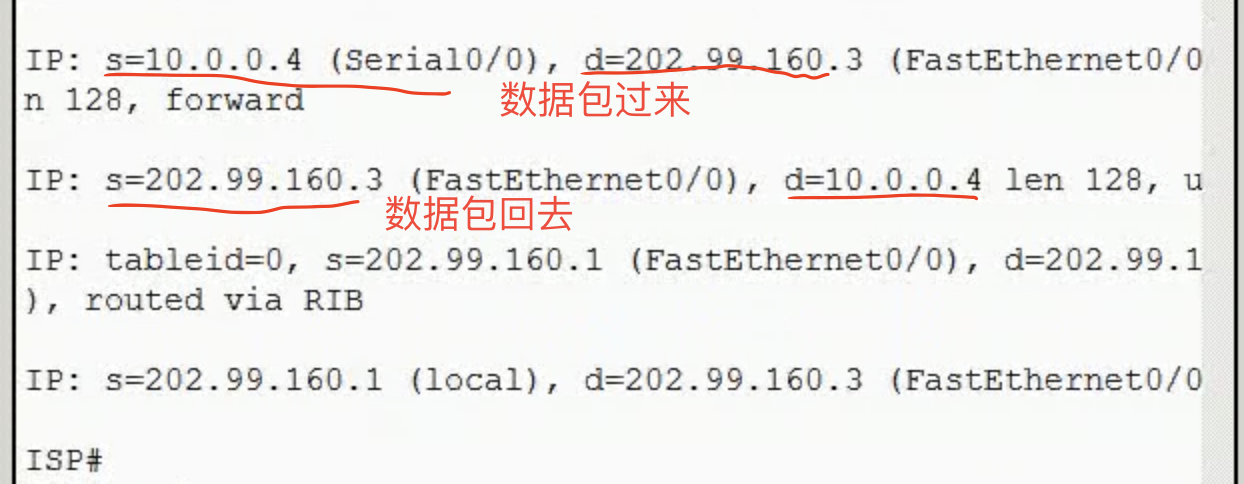 IP: s=10.0.0.4 (Serial0/0), d=202.99.160.3 (FastEthernet0/0
n 128, forward
数据包过来
IP: s=202.99.160.3 (FastEthernet0/0), d=10.0.0.4 len 128, u
数据包回去
IP: tableid=0, s=202.99.160.1 (FastEthernet0/0), d=202.99.1
), routed via RIB
IP: s=202.99.160.1 (local), d=202.99.160.3 (FastEthernet0/0
ISP#